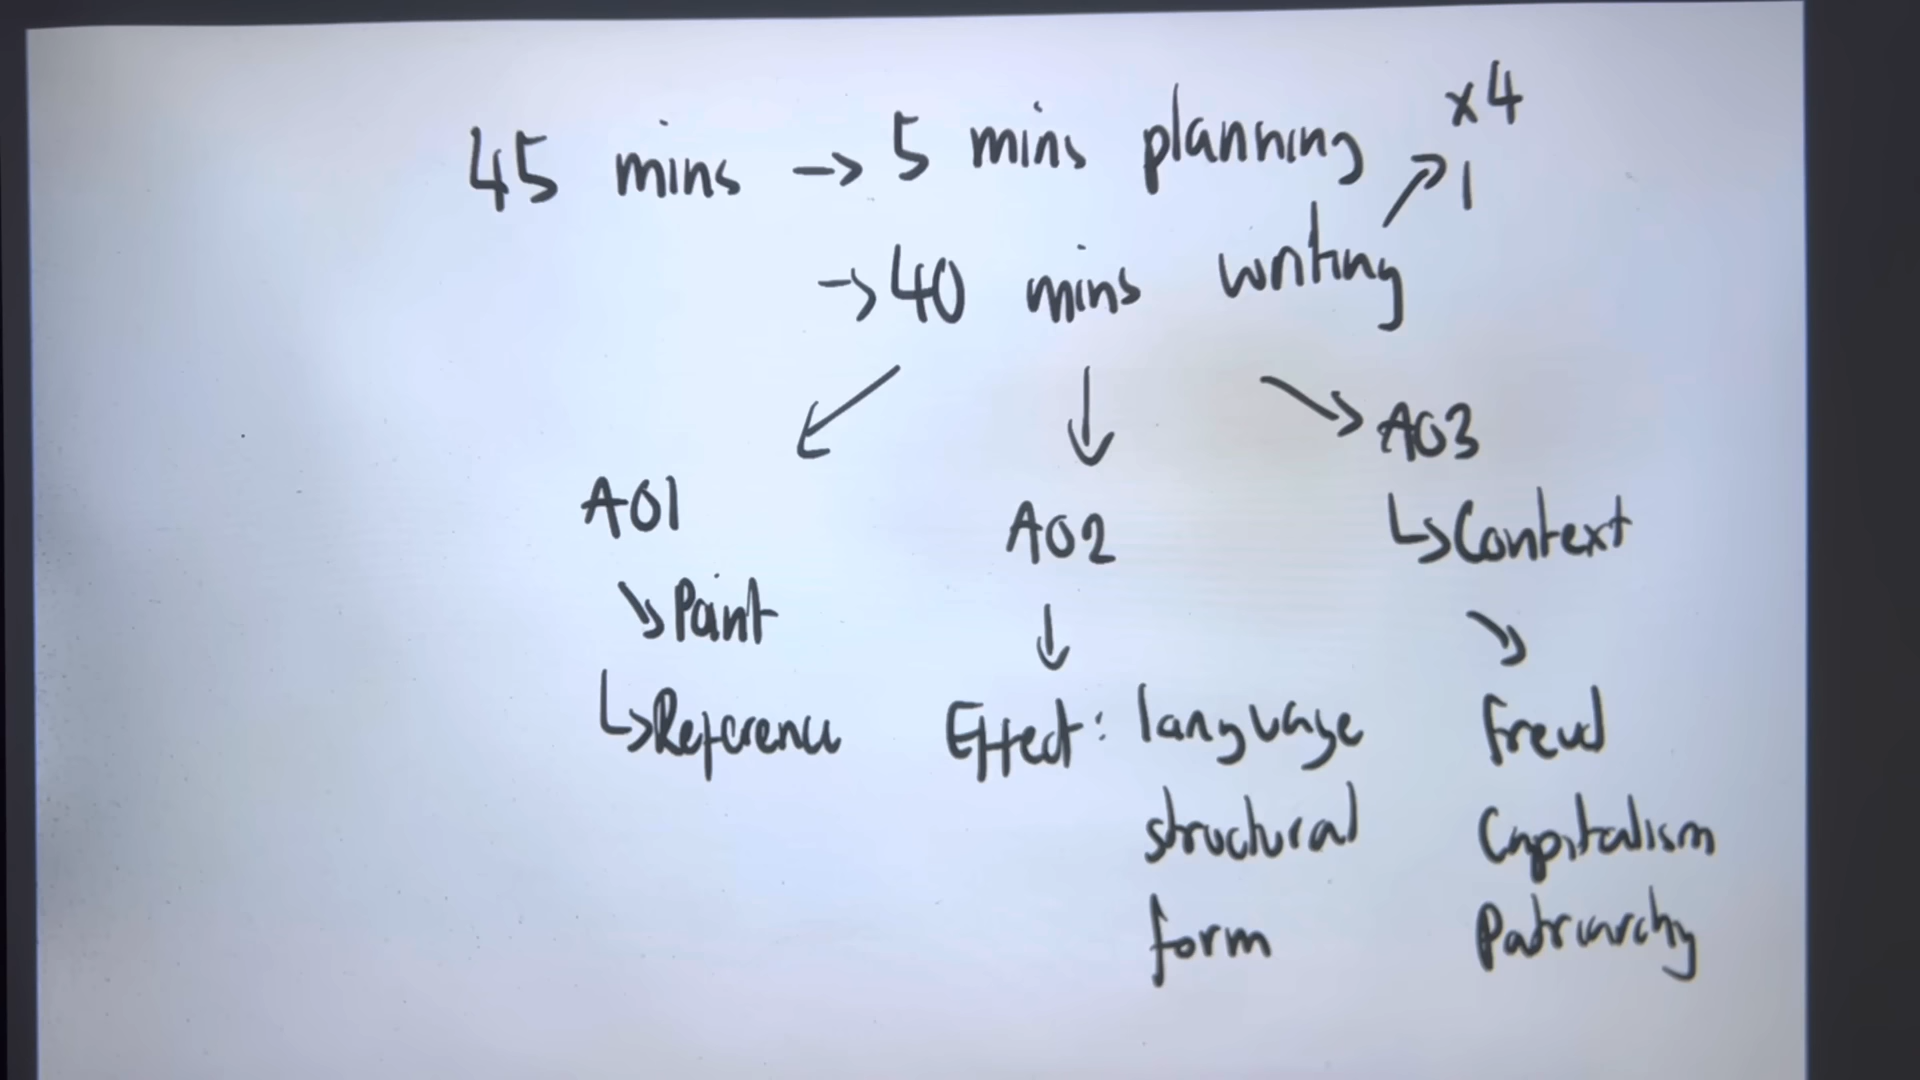 x4
45 mins → 5 mins planning
1
→ 40 mins writing
AO1
AO2
AO3
↳ Context
↘ Point
↳ Reference
Effect: language
structural
form
Freud
Capitalism
Patriarchy